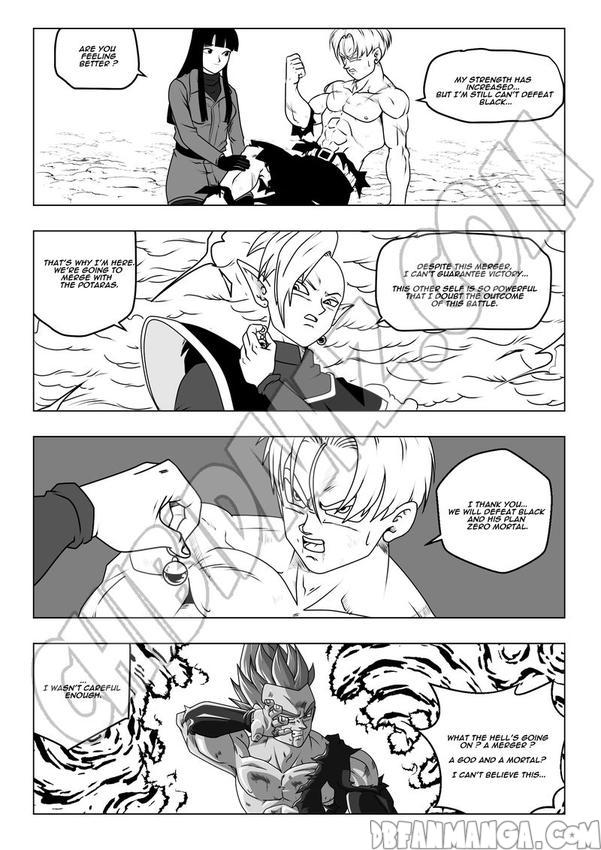 ARE YOU
FEELING
BETTER ?
MY STRENGTH HAS
INCREASED...
BUT I'M STILL CAN'T DEFEAT
BLACK...
THAT'S WHY I'M HERE.
WE'RE GOING TO
MERGE WITH
THE POTARAS.
DESPITE THIS MERGER,
I CAN'T GUARANTEE VICTORY...
THIS OTHER SELF IS SO POWERFUL
THAT I DOUBT THE OUTCOME
OF THIS BATTLE.
I THANK YOU...
WE WILL DEFEAT BLACK
AND HIS PLAN
ZERO MORTAL.
...
I WASN'T CAREFUL
ENOUGH.
WHAT THE HELL'S GOING
ON ? A MERGER ?
A GOD AND A MORTAL?
I CAN'T BELIEVE THIS...
DBFANMANGA.COM